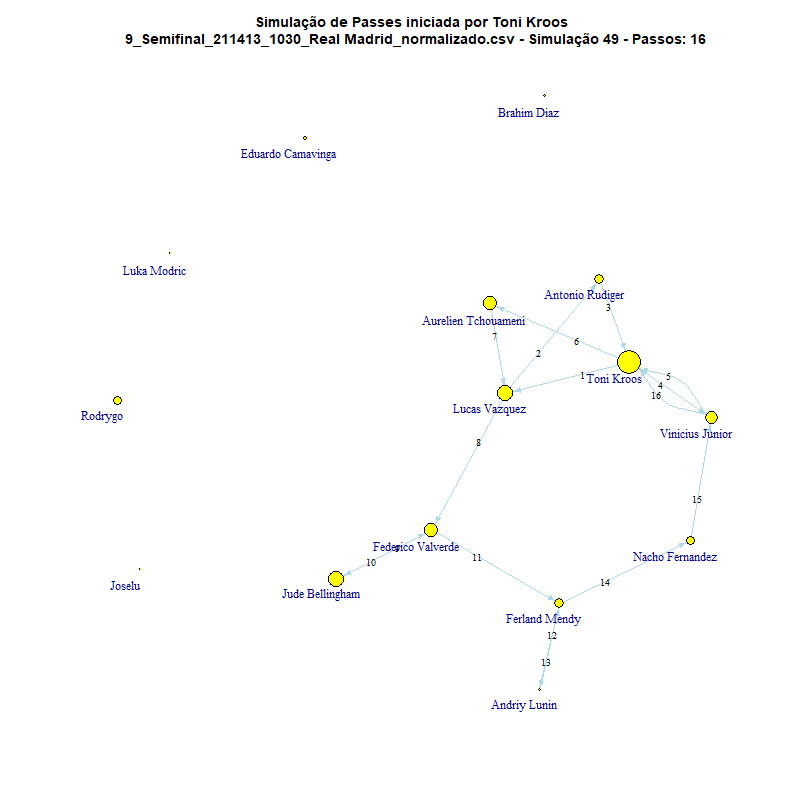 Simulação de Passes iniciada por Toni Kroos
9_Semifinal_211413_1030_Real Madrid_normalizado.csv - Simulação 49 - Passos: 16
Brahim Diaz
Eduardo Camavinga
Luka Modric
Antonio Rudiger
3
Aurelien Tchouameni
7
6
2
1
Toni Kroos
5
4
16
Rodrygo
Lucas Vazquez
Vinicius Junior
8
15
Federico Valverde
9
10
11
Nacho Fernandez
Joselu
Jude Bellingham
14
Ferland Mendy
12
13
Andriy Lunin